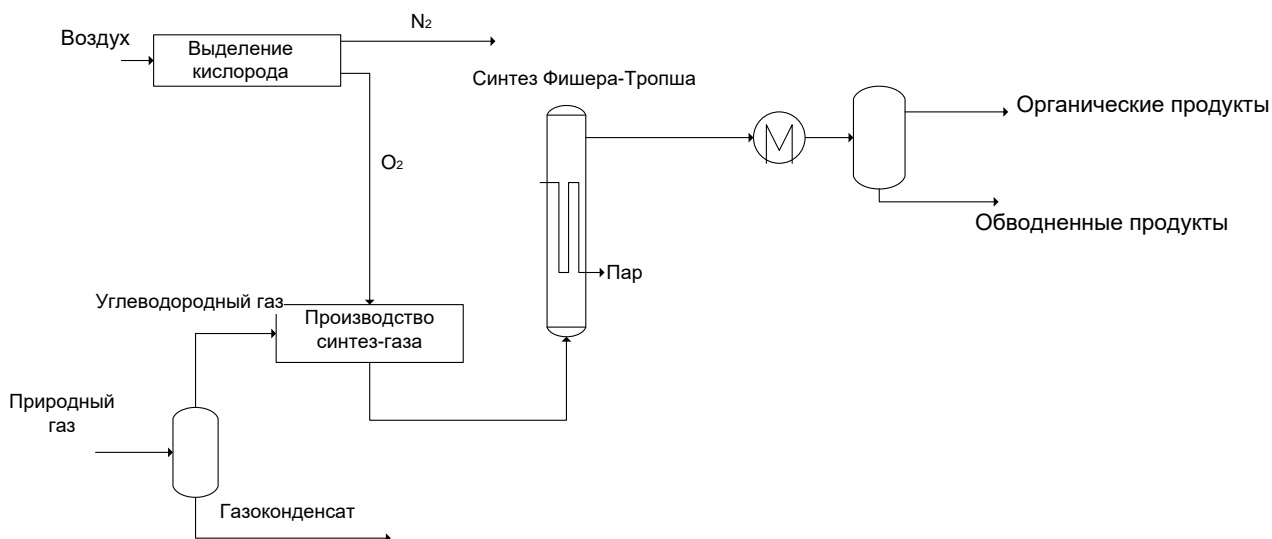 N₂
Воздух
Выделение
кислорода
Синтез Фишера-Тропша
Органические продукты
O₂
Обводненные продукты
Пар
Углеводородный газ
Производство
синтез-газа
Природный
газ
Газоконденсат